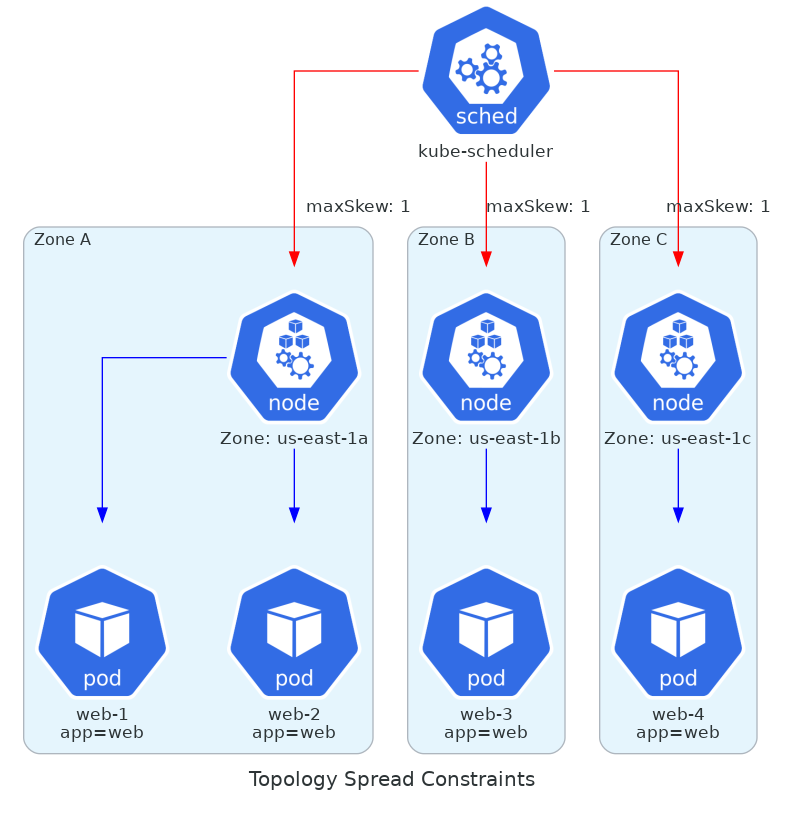 sched
kube-scheduler
maxSkew: 1
maxSkew: 1
maxSkew: 1
Zone A
Zone B
Zone C
node
node
node
Zone: us-east-1a
Zone: us-east-1b
Zone: us-east-1c
pod
pod
pod
pod
web-1
app=web
web-2
app=web
web-3
app=web
web-4
app=web
Topology Spread Constraints